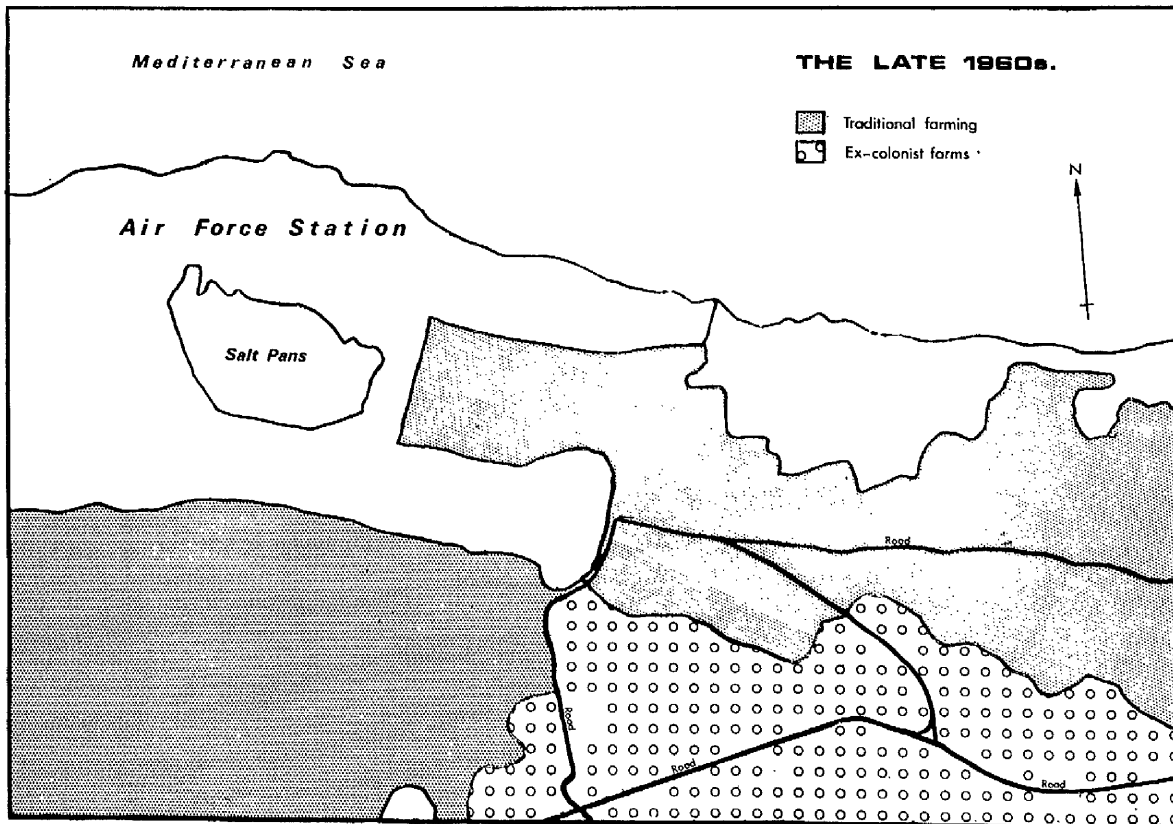 Mediterranean Sea
THE LATE 1960s.
Traditional farming
Ex-colonist farms
N
Air Force Station
Salt Pans
Road
Road
Road
Road